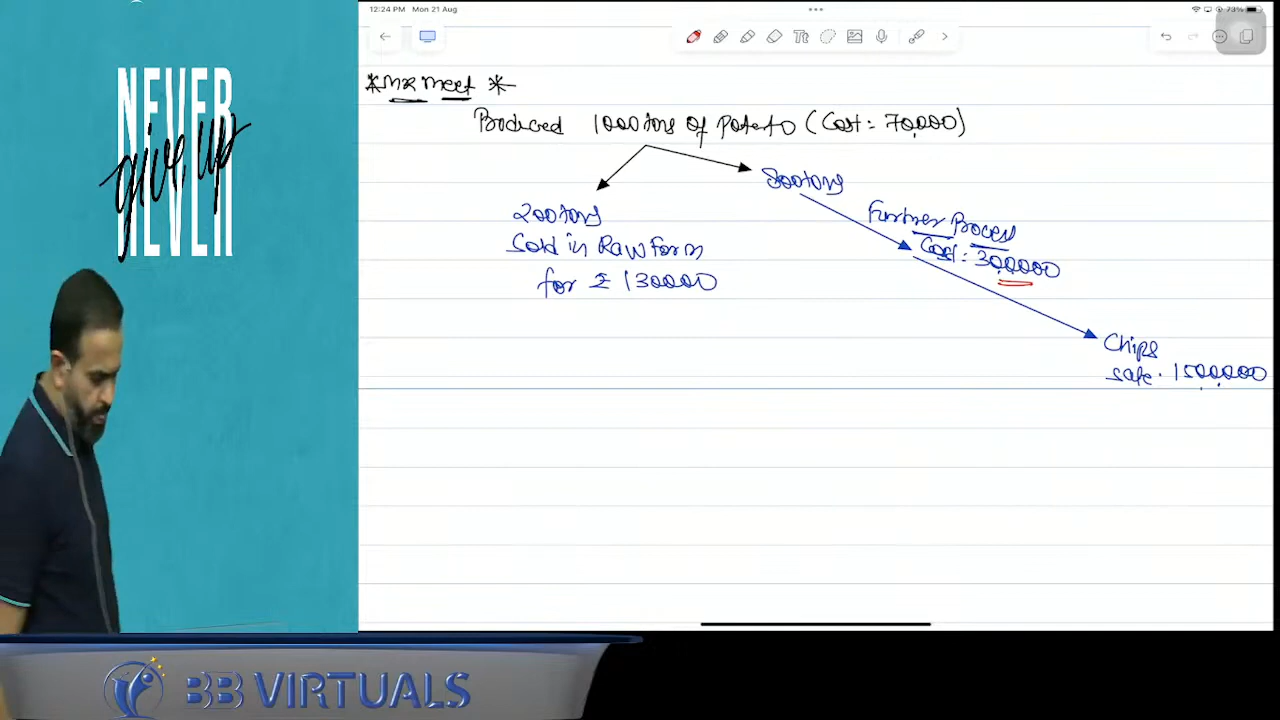 12:24 PM Mon 21 Aug
73%
NEVER
give up
NEVER
*Mr Meet *
Produced 1000 tons of potato (Cost = 70,000)
800 tons
200 tons
Sold in Raw form
for ₹ 130000
Further Process
Cost = 300000
Chips
Sale. 1500000
BB VIRTUALS